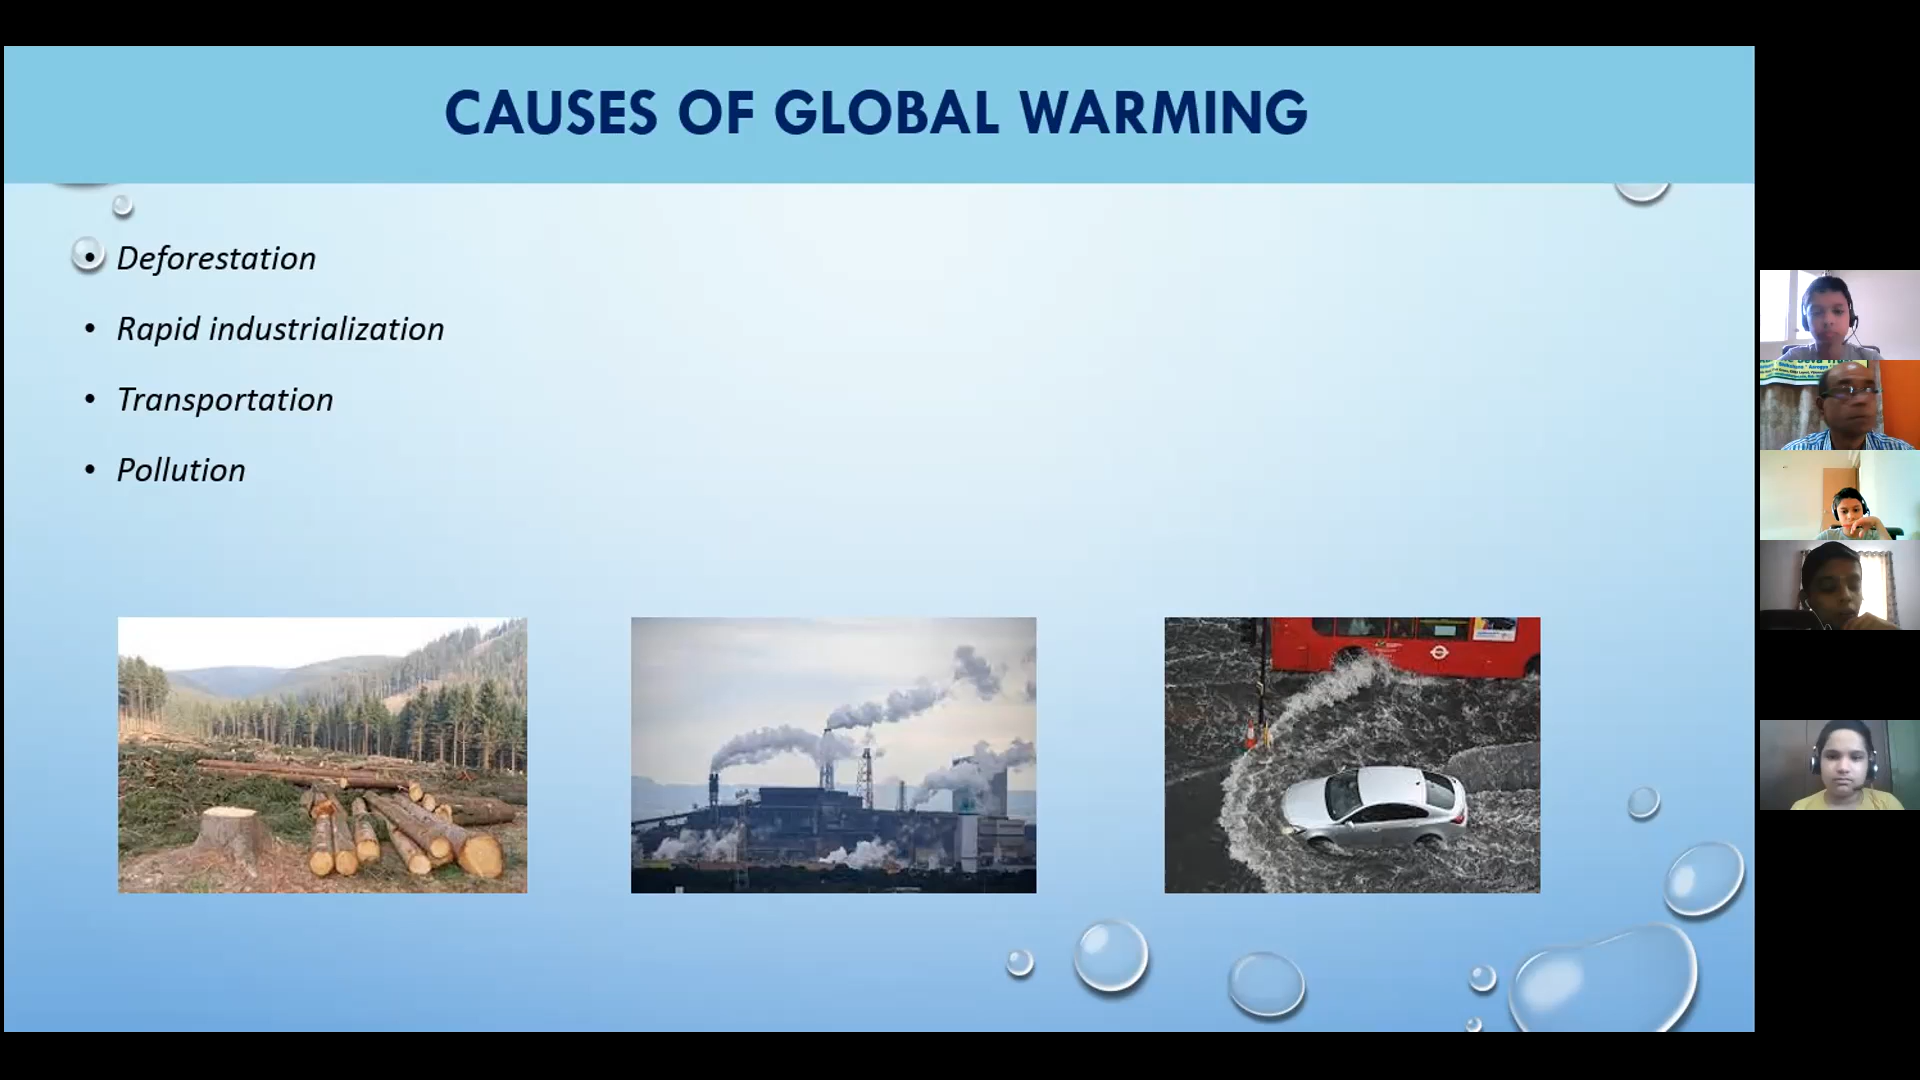 CAUSES OF GLOBAL WARMING
• Deforestation
• Rapid industrialization
• Transportation
• Pollution